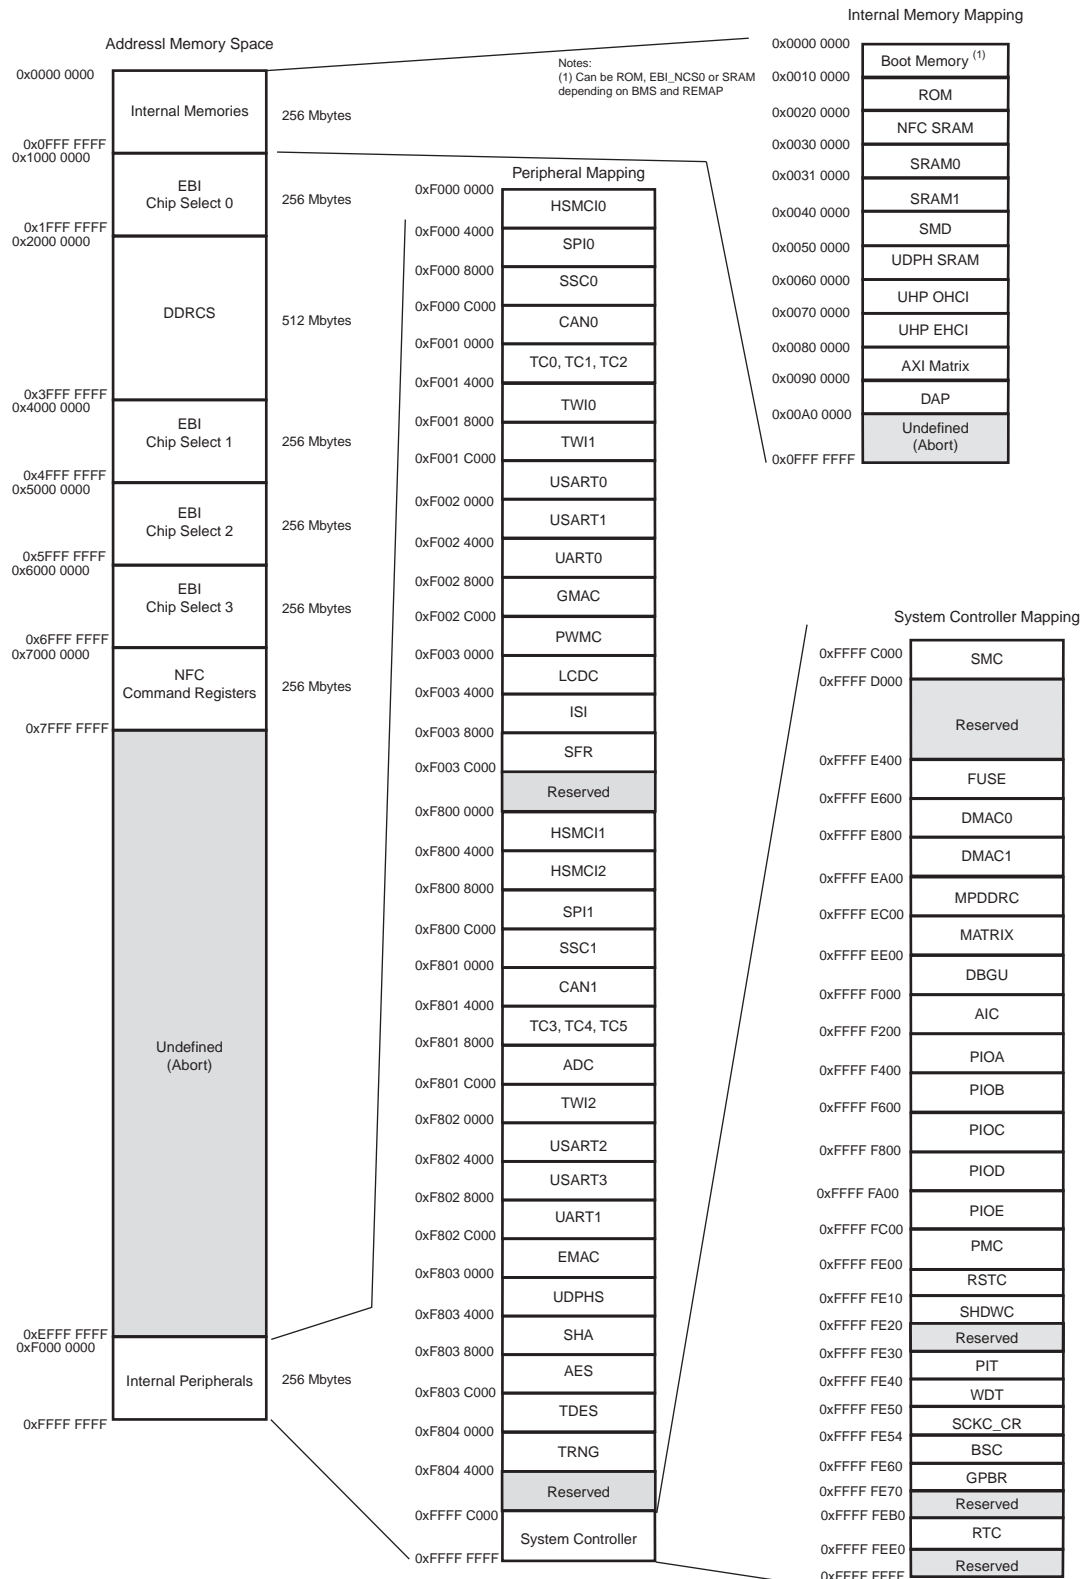 Addressl Memory Space
0x0000 0000
Internal Memories
256 Mbytes
0x0FFF FFFF
0x1000 0000
EBI
Chip Select 0
256 Mbytes
0x1FFF FFFF
0x2000 0000
DDRCS
512 Mbytes
0x3FFF FFFF
0x4000 0000
EBI
Chip Select 1
256 Mbytes
0x4FFF FFFF
0x5000 0000
EBI
Chip Select 2
256 Mbytes
0x5FFF FFFF
0x6000 0000
EBI
Chip Select 3
256 Mbytes
0x6FFF FFFF
0x7000 0000
NFC
Command Registers
256 Mbytes
0x7FFF FFFF
Undefined
(Abort)
0xEFFF FFFF
0xF000 0000
Internal Peripherals
256 Mbytes
0xFFFF FFFF
Notes:
(1) Can be ROM, EBI_NCS0 or SRAM
depending on BMS and REMAP
Peripheral Mapping
0xF000 0000
HSMCI0
0xF000 4000
SPI0
0xF000 8000
SSC0
0xF000 C000
CAN0
0xF001 0000
TC0, TC1, TC2
0xF001 4000
TWI0
0xF001 8000
TWI1
0xF001 C000
USART0
0xF002 0000
USART1
0xF002 4000
UART0
0xF002 8000
GMAC
0xF002 C000
PWMC
0xF003 0000
LCDC
0xF003 4000
ISI
0xF003 8000
SFR
0xF003 C000
Reserved
0xF800 0000
HSMCI1
0xF800 4000
HSMCI2
0xF800 8000
SPI1
0xF800 C000
SSC1
0xF801 0000
CAN1
0xF801 4000
TC3, TC4, TC5
0xF801 8000
ADC
0xF801 C000
TWI2
0xF802 0000
USART2
0xF802 4000
USART3
0xF802 8000
UART1
0xF802 C000
EMAC
0xF803 0000
UDPHS
0xF803 4000
SHA
0xF803 8000
AES
0xF803 C000
TDES
0xF804 0000
TRNG
0xF804 4000
Reserved
0xFFFF C000
System Controller
0xFFFF FFFF
Internal Memory Mapping
0x0000 0000
Boot Memory (1)
0x0010 0000
ROM
0x0020 0000
NFC SRAM
0x0030 0000
SRAM0
0x0031 0000
SRAM1
0x0040 0000
SMD
0x0050 0000
UDPH SRAM
0x0060 0000
UHP OHCI
0x0070 0000
UHP EHCI
0x0080 0000
AXI Matrix
0x0090 0000
DAP
0x00A0 0000
Undefined
(Abort)
0x0FFF FFFF
System Controller Mapping
0xFFFF C000
SMC
0xFFFF D000
Reserved
0xFFFF E400
FUSE
0xFFFF E600
DMAC0
0xFFFF E800
DMAC1
0xFFFF EA00
MPDDRC
0xFFFF EC00
MATRIX
0xFFFF EE00
DBGU
0xFFFF F000
AIC
0xFFFF F200
PIOA
0xFFFF F400
PIOB
0xFFFF F600
PIOC
0xFFFF F800
PIOD
0xFFFF FA00
PIOE
0xFFFF FC00
PMC
0xFFFF FE00
RSTC
0xFFFF FE10
SHDWC
0xFFFF FE20
Reserved
0xFFFF FE30
PIT
0xFFFF FE40
WDT
0xFFFF FE50
SCKC_CR
0xFFFF FE54
BSC
0xFFFF FE60
GPBR
0xFFFF FE70
Reserved
0xFFFF FEB0
RTC
0xFFFF FEE0
Reserved
0xFFFF FFFF